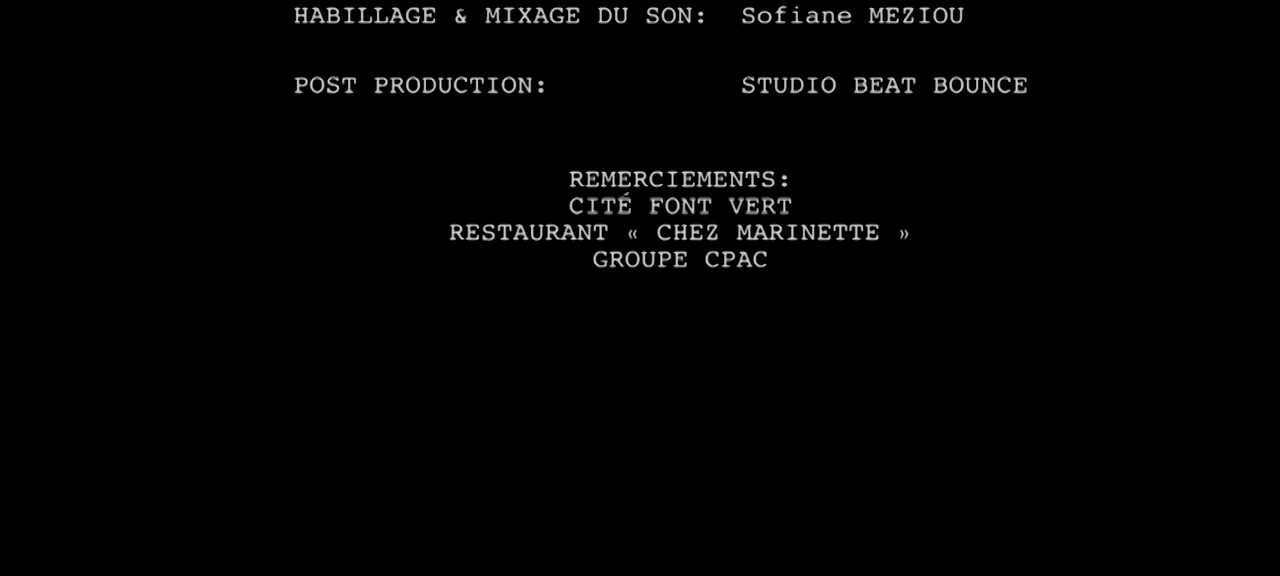 HABILLAGE & MIXAGE DU SON: Sofiane MEZIOU
POST PRODUCTION: STUDIO BEAT BOUNCE
REMERCIEMENTS:
CITÉ FONT VERT
RESTAURANT « CHEZ MARINETTE »
GROUPE CPAC